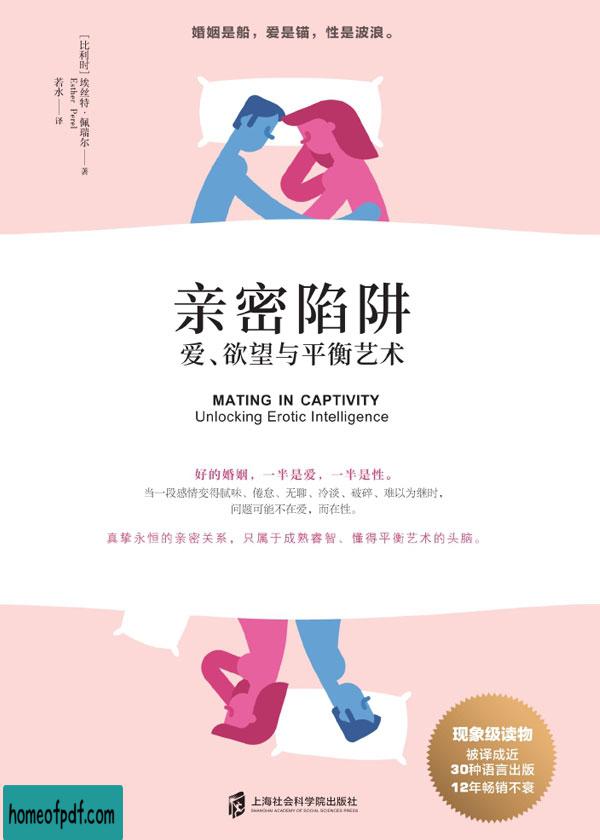 婚姻是船，爱是锚，性是波浪。
［比利时］埃丝特·佩瑞尔——著
Esther Perel
若水——译
亲密陷阱
爱、欲望与平衡艺术
MATING IN CAPTIVITY
Unlocking Erotic Intelligence
好的婚姻，一半是爱，一半是性。
当一段感情变得腻味、倦怠、无聊、冷淡、破碎、难以为继时，
问题可能不在爱，而在性。
真挚永恒的亲密关系，只属于成熟睿智、懂得平衡艺术的头脑。
现象级读物
被译成近
30种语言出版
12年畅销不衰
上海社会科学院出版社
SHANGHAI ACADEMY OF SOCIAL SCIENCES PRESS
homeofpdf.com